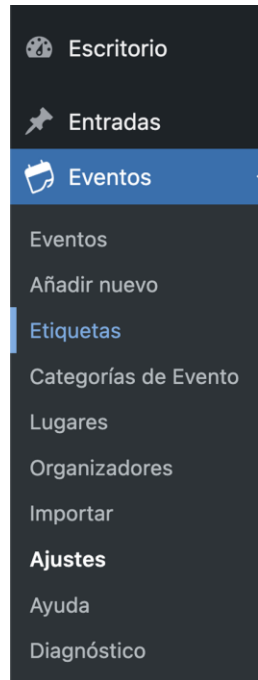 Escritorio
Entradas
Eventos
Eventos
Añadir nuevo
Etiquetas
Categorías de Evento
Lugares
Organizadores
Importar
Ajustes
Ayuda
Diagnóstico